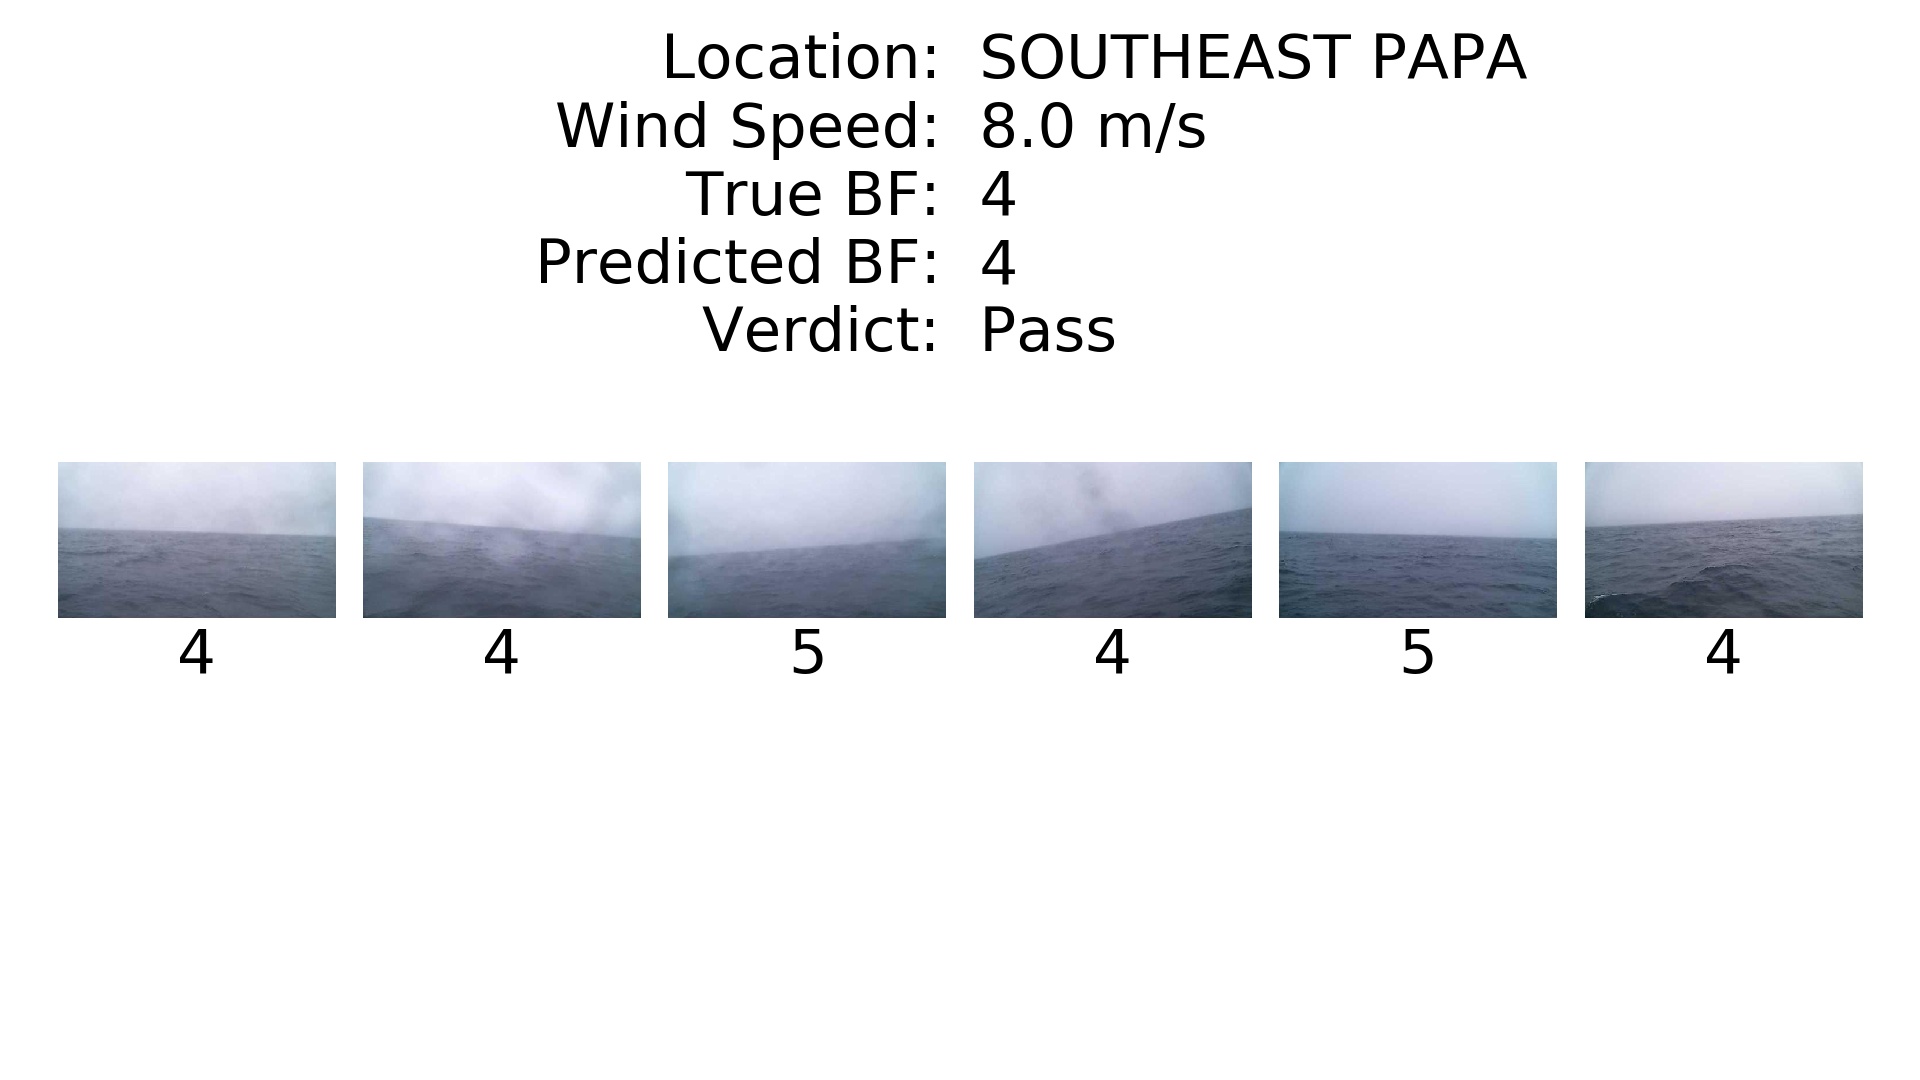 Location: SOUTHEAST PAPA
Wind Speed: 8.0 m/s
True BF: 4
Predicted BF: 4
Verdict: Pass
4 4 5 4 5 4